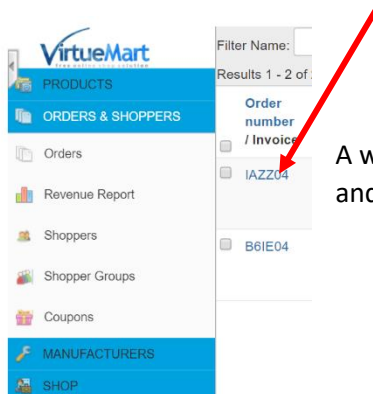 VirtueMart
PRODUCTS
ORDERS & SHOPPERS
Orders
Revenue Report
Shoppers
Shopper Groups
Coupons
MANUFACTURERS
SHOP
Filter Name:
Results 1 - 2 of
Order
number
/ Invoice
IAZZ04
B6IE04
A w
and